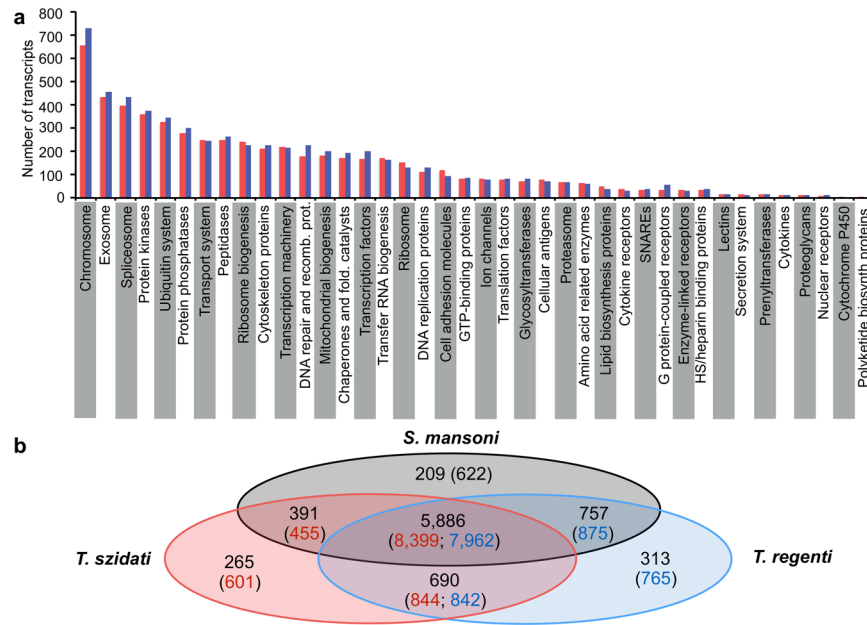 a
800
700
600
500
400
300
200
100
0
Number of transcripts
Chromosome
Exosome
Spliceosome
Protein kinases
Ubiquitin system
Protein phosphatases
Transport system
Peptidases
Ribosome biogenesis
Cytoskeleton proteins
Transcription machinery
DNA repair and recomb. prot.
Mitochondrial biogenesis
Chaperones and fold. catalysts
Transcription factors
Transfer RNA biogenesis
Ribosome
DNA replication proteins
Cell adhesion molecules
GTP-binding proteins
Ion channels
Translation factors
Glycosyltransferases
Cellular antigens
Proteasome
Amino acid related enzymes
Lipid biosynthesis proteins
Cytokine receptors
SNAREs
G protein-coupled receptors
Enzyme-linked receptors
HS/heparin binding proteins
Lectins
Secretion system
Prenyltransferases
Cytokines
Proteoglycans
Nuclear receptors
Cytochrome P450
Polyketide biosynth proteins
b
S. mansoni
209 (622)
391
(455)
5,886
(8,399; 7,962)
757
(875)
T. szidati
265
(601)
690
(844; 842)
313
(765)
T. regenti